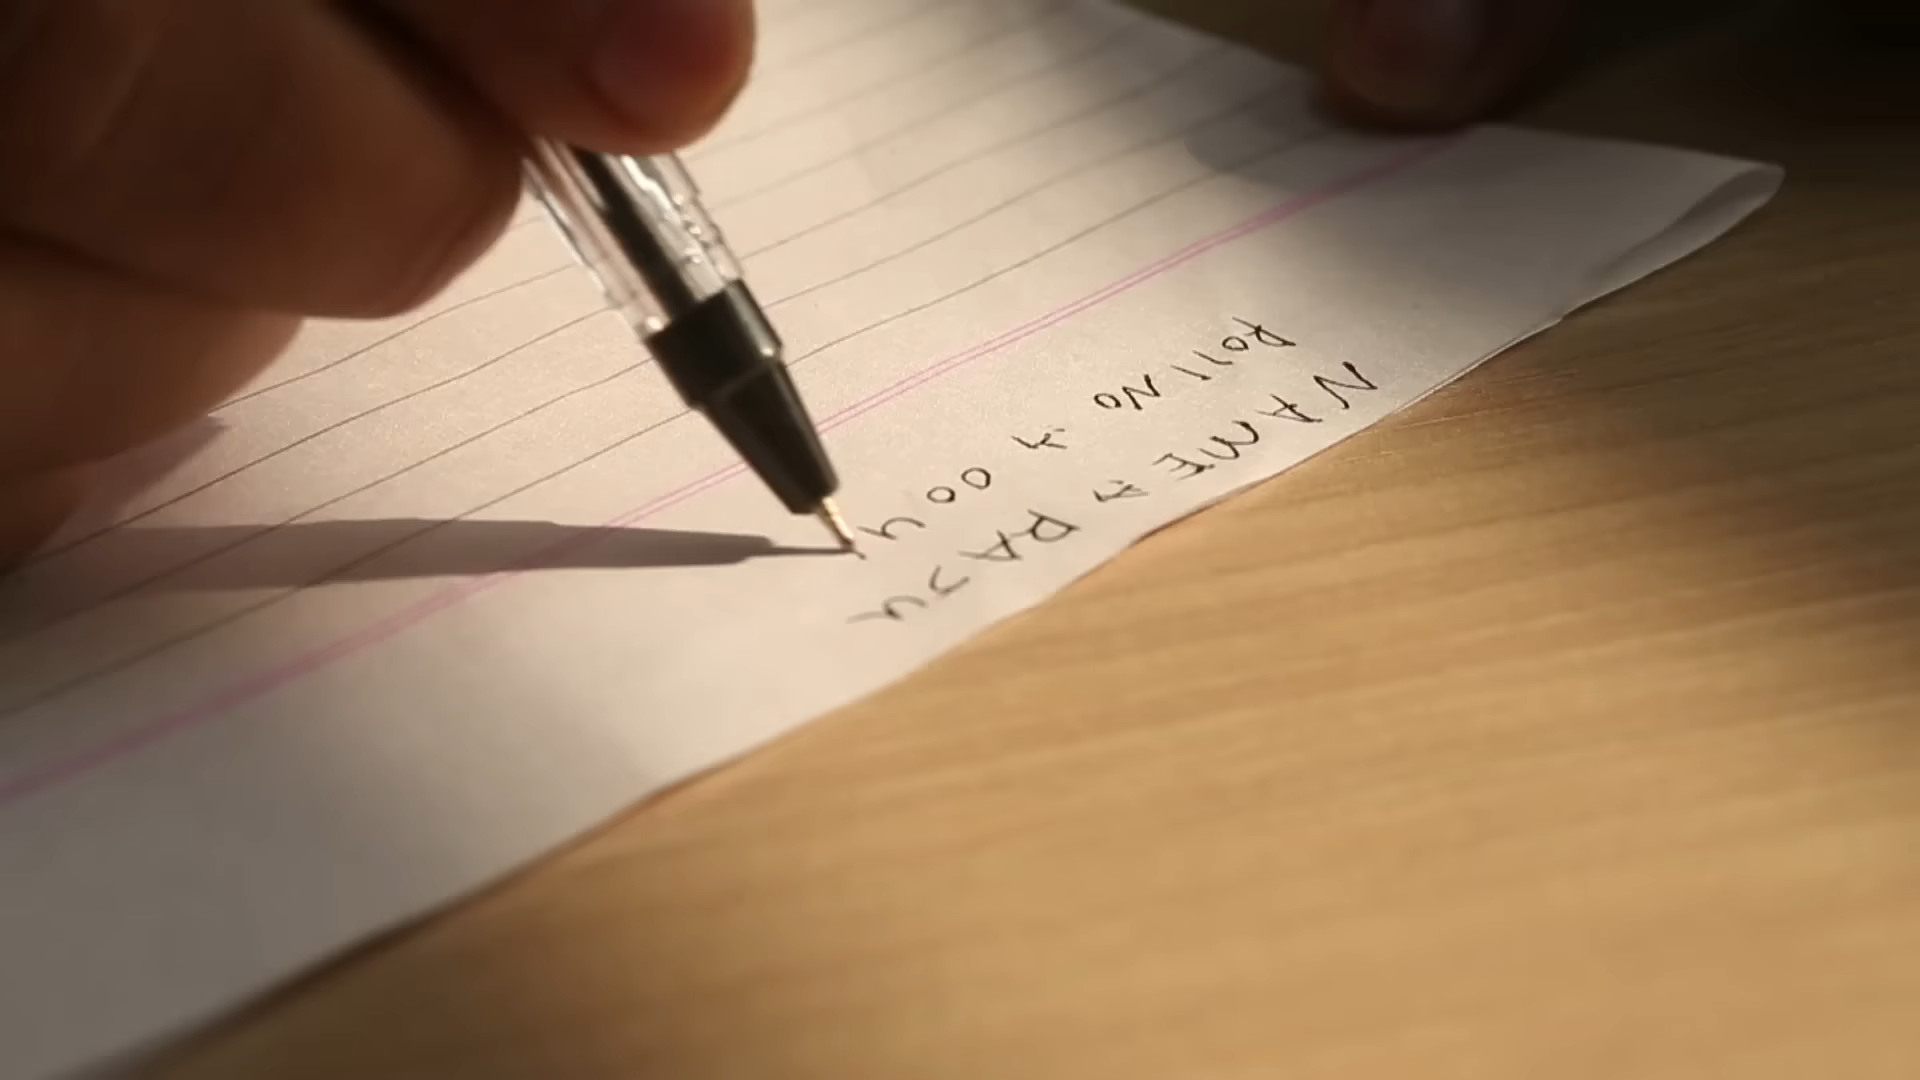 NAME → RAJU
Roll NO → 004